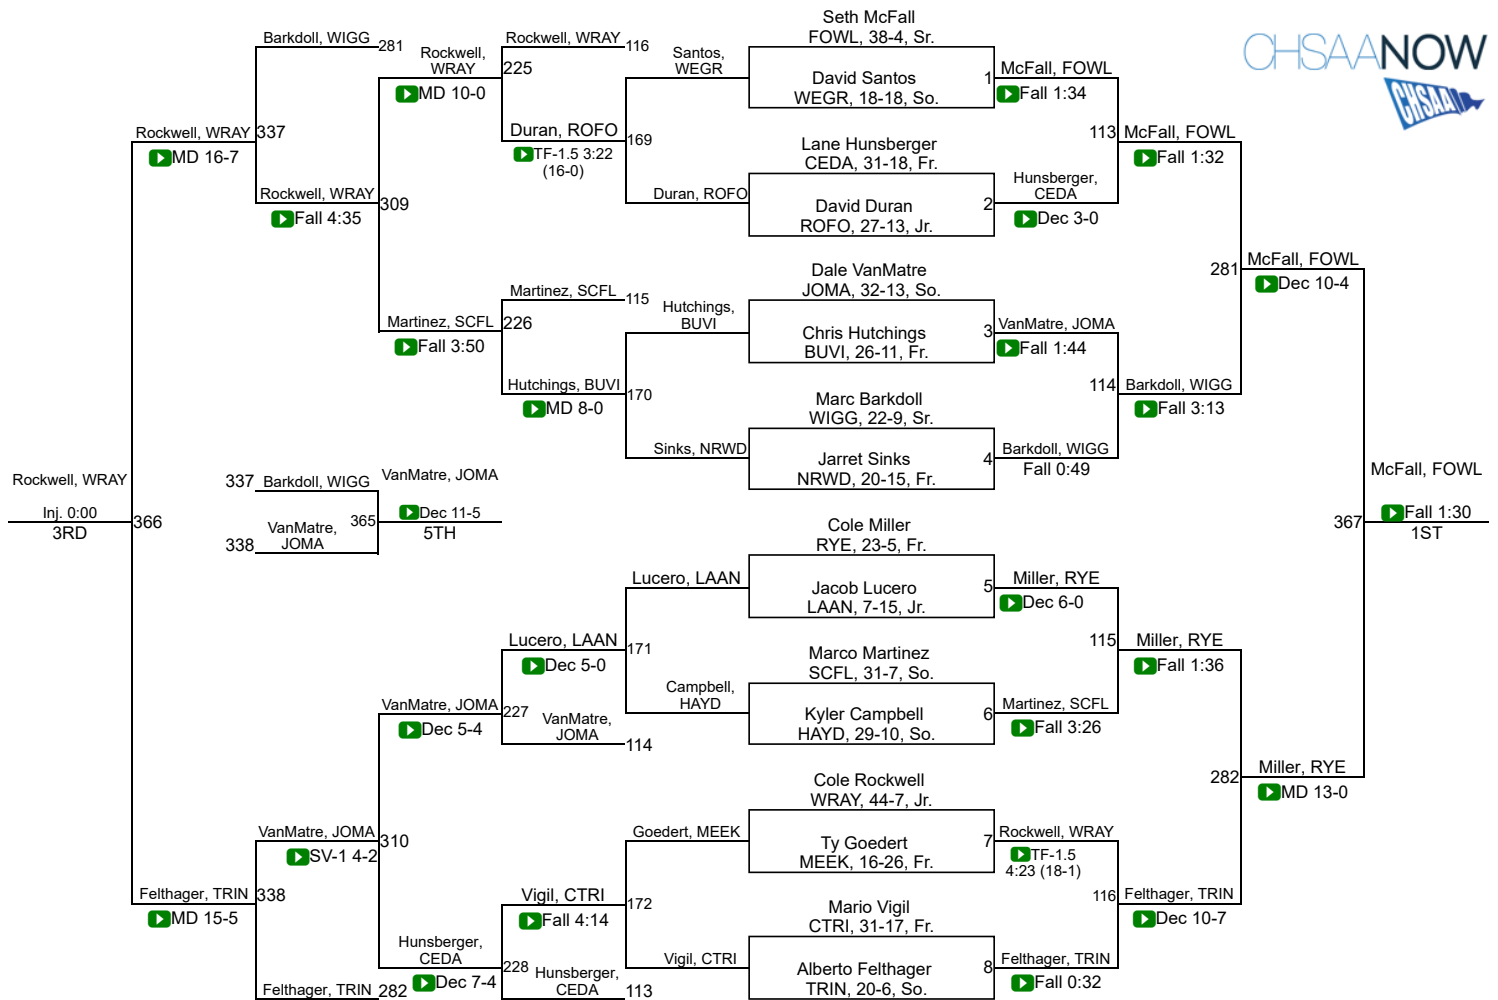 CHSAANOW
CHSAA
Seth McFall
FOWL, 38-4, Sr.
David Santos
WEGR, 18-18, So.
1
Lane Hunsberger
CEDA, 31-18, Fr.
David Duran
ROFO, 27-13, Jr.
2
Dale VanMatre
JOMA, 32-13, So.
Chris Hutchings
BUVI, 26-11, Fr.
3
Marc Barkdoll
WIGG, 22-9, Sr.
Jarret Sinks
NRWD, 20-15, Fr.
4
Cole Miller
RYE, 23-5, Fr.
Jacob Lucero
LAAN, 7-15, Jr.
5
Marco Martinez
SCFL, 31-7, So.
Kyler Campbell
HAYD, 29-10, So.
6
Cole Rockwell
WRAY, 44-7, Jr.
Ty Goedert
MEEK, 16-26, Fr.
7
Mario Vigil
CTRI, 31-17, Fr.
Alberto Felthager
TRIN, 20-6, So.
8
McFall, FOWL
Fall 1:34
Hunsberger,
CEDA
Dec 3-0
VanMatre, JOMA
Fall 1:44
Barkdoll, WIGG
Fall 0:49
Miller, RYE
Dec 6-0
Martinez, SCFL
Fall 3:26
Rockwell, WRAY
TF-1.5
4:23 (18-1)
Felthager, TRIN
Fall 0:32
113
McFall, FOWL
Fall 1:32
114
Barkdoll, WIGG
Fall 3:13
115
Miller, RYE
Fall 1:36
116
Felthager, TRIN
Dec 10-7
281
McFall, FOWL
Dec 10-4
282
Miller, RYE
MD 13-0
367
McFall, FOWL
Fall 1:30
1ST
Santos,
WEGR
Duran, ROFO
Hutchings,
BUVI
Sinks, NRWD
Lucero, LAAN
Campbell,
HAYD
Goedert, MEEK
Vigil, CTRI
Rockwell, WRAY
116
Duran, ROFO
169
TF-1.5 3:22
(16-0)
Martinez, SCFL
115
Hutchings, BUVI
170
MD 8-0
Lucero, LAAN
171
Dec 5-0
VanMatre,
JOMA
114
Vigil, CTRI
172
Fall 4:14
Hunsberger,
CEDA
113
Rockwell,
WRAY
225
MD 10-0
Martinez, SCFL
226
Fall 3:50
VanMatre, JOMA
227
Dec 5-4
Hunsberger,
CEDA
228
Dec 7-4
Barkdoll, WIGG
281
Rockwell, WRAY
309
Fall 4:35
VanMatre, JOMA
310
SV-1 4-2
Felthager, TRIN
282
Rockwell, WRAY
337
MD 16-7
Felthager, TRIN
338
MD 15-5
Rockwell, WRAY
Inj. 0:00
3RD
366
337
Barkdoll, WIGG
338
VanMatre,
JOMA
365
VanMatre, JOMA
Dec 11-5
5TH